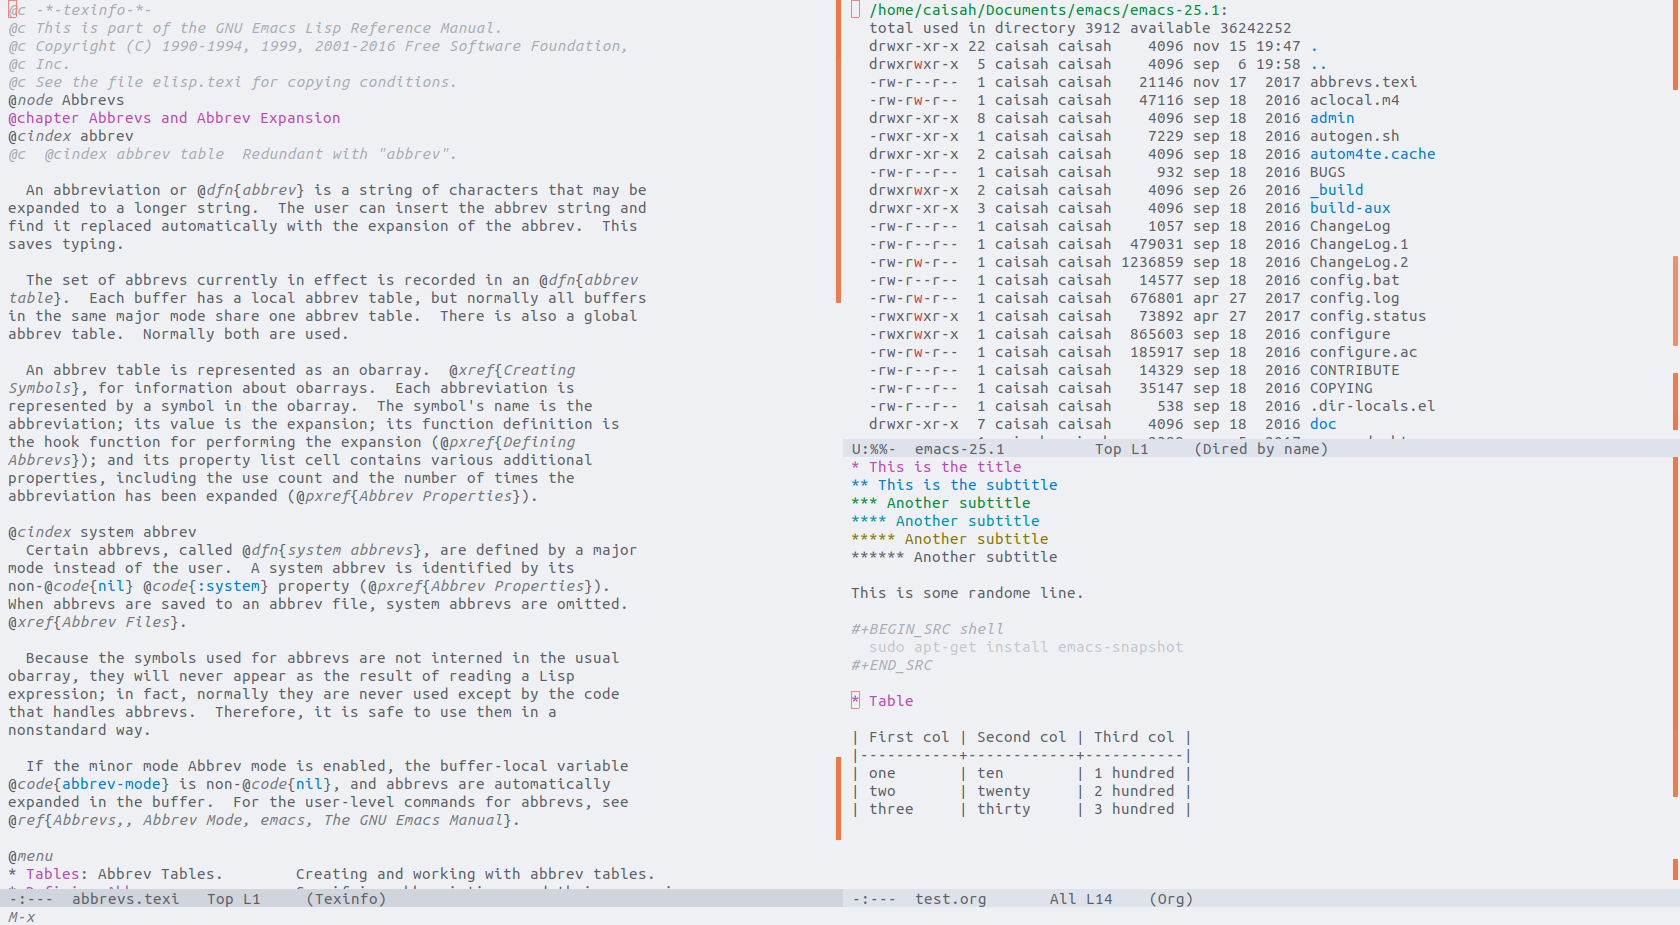 @c -*-texinfo-*-
@c This is part of the GNU Emacs Lisp Reference Manual.
@c Copyright (C) 1990-1994, 1999, 2001-2016 Free Software Foundation,
@c Inc.
@c See the file elisp.texi for copying conditions.
@node Abbrevs
@chapter Abbrevs and Abbrev Expansion
@cindex abbrev
@c  @cindex abbrev table  Redundant with "abbrev".

  An abbreviation or @dfn{abbrev} is a string of characters that may be
expanded to a longer string.  The user can insert the abbrev string and
find it replaced automatically with the expansion of the abbrev.  This
saves typing.

  The set of abbrevs currently in effect is recorded in an @dfn{abbrev
table}.  Each buffer has a local abbrev table, but normally all buffers
in the same major mode share one abbrev table.  There is also a global
abbrev table.  Normally both are used.

  An abbrev table is represented as an obarray.  @xref{Creating
Symbols}, for information about obarrays.  Each abbreviation is
represented by a symbol in the obarray.  The symbol's name is the
abbreviation; its value is the expansion; its function definition is
the hook function for performing the expansion (@pxref{Defining
Abbrevs}); and its property list cell contains various additional
properties, including the use count and the number of times the
abbreviation has been expanded (@pxref{Abbrev Properties}).

@cindex system abbrev
  Certain abbrevs, called @dfn{system abbrevs}, are defined by a major
mode instead of the user.  A system abbrev is identified by its
non-@code{nil} @code{:system} property (@pxref{Abbrev Properties}).
When abbrevs are saved to an abbrev file, system abbrevs are omitted.
@xref{Abbrev Files}.

  Because the symbols used for abbrevs are not interned in the usual
obarray, they will never appear as the result of reading a Lisp
expression; in fact, normally they are never used except by the code
that handles abbrevs.  Therefore, it is safe to use them in a
nonstandard way.

  If the minor mode Abbrev mode is enabled, the buffer-local variable
@code{abbrev-mode} is non-@code{nil}, and abbrevs are automatically
expanded in the buffer.  For the user-level commands for abbrevs, see
@ref{Abbrevs,, Abbrev Mode, emacs, The GNU Emacs Manual}.

@menu
* Tables: Abbrev Tables.        Creating and working with abbrev tables.
-:---  abbrevs.texi   Top L1     (Texinfo)
M-x
/home/caisah/Documents/emacs/emacs-25.1:
total used in directory 3912 available 36242252
drwxr-xr-x 22 caisah caisah    4096 nov 15 19:47 .
drwxrwxr-x  5 caisah caisah    4096 sep  6 19:58 ..
-rw-r--r--  1 caisah caisah   21146 nov 17  2017 abbrevs.texi
-rw-rw-r--  1 caisah caisah   47116 sep 18  2016 aclocal.m4
drwxr-xr-x  8 caisah caisah    4096 sep 18  2016 admin
-rwxr-xr-x  1 caisah caisah    7229 sep 18  2016 autogen.sh
drwxr-xr-x  2 caisah caisah    4096 sep 18  2016 autom4te.cache
-rw-r--r--  1 caisah caisah     932 sep 18  2016 BUGS
drwxrwxr-x  2 caisah caisah    4096 sep 26  2016 _build
drwxr-xr-x  3 caisah caisah    4096 sep 18  2016 build-aux
-rw-r--r--  1 caisah caisah    1057 sep 18  2016 ChangeLog
-rw-r--r--  1 caisah caisah  479031 sep 18  2016 ChangeLog.1
-rw-rw-r--  1 caisah caisah 1236859 sep 18  2016 ChangeLog.2
-rw-r--r--  1 caisah caisah   14577 sep 18  2016 config.bat
-rw-rw-r--  1 caisah caisah  676801 apr 27  2017 config.log
-rwxrwxr-x  1 caisah caisah   73892 apr 27  2017 config.status
-rwxrwxr-x  1 caisah caisah  865603 sep 18  2016 configure
-rw-rw-r--  1 caisah caisah  185917 sep 18  2016 configure.ac
-rw-r--r--  1 caisah caisah   14329 sep 18  2016 CONTRIBUTE
-rw-r--r--  1 caisah caisah   35147 sep 18  2016 COPYING
-rw-r--r--  1 caisah caisah     538 sep 18  2016 .dir-locals.el
drwxr-xr-x  7 caisah caisah    4096 sep 18  2016 doc
U:%%-  emacs-25.1          Top L1     (Dired by name)
* This is the title
** This is the subtitle
*** Another subtitle
**** Another subtitle
***** Another subtitle
****** Another subtitle

This is some randome line.

#+BEGIN_SRC shell
  sudo apt-get install emacs-snapshot
#+END_SRC

* Table

| First col | Second col | Third col |
|-----------+------------+-----------|
| one       | ten        | 1 hundred |
| two       | twenty     | 2 hundred |
| three     | thirty     | 3 hundred |
-:---  test.org       All L14    (Org)